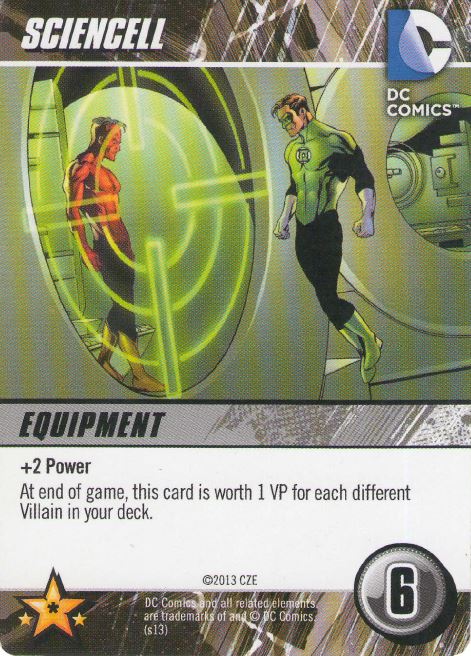 SCIENCELL
DC
DC
COMICS™
EQUIPMENT
+2 Power
At end of game, this card is worth 1 VP for each different
Villain in your deck.
©2013 CZE
*
DC Comics and all related elements
are trademarks of and © DC Comics.
(s13)
6